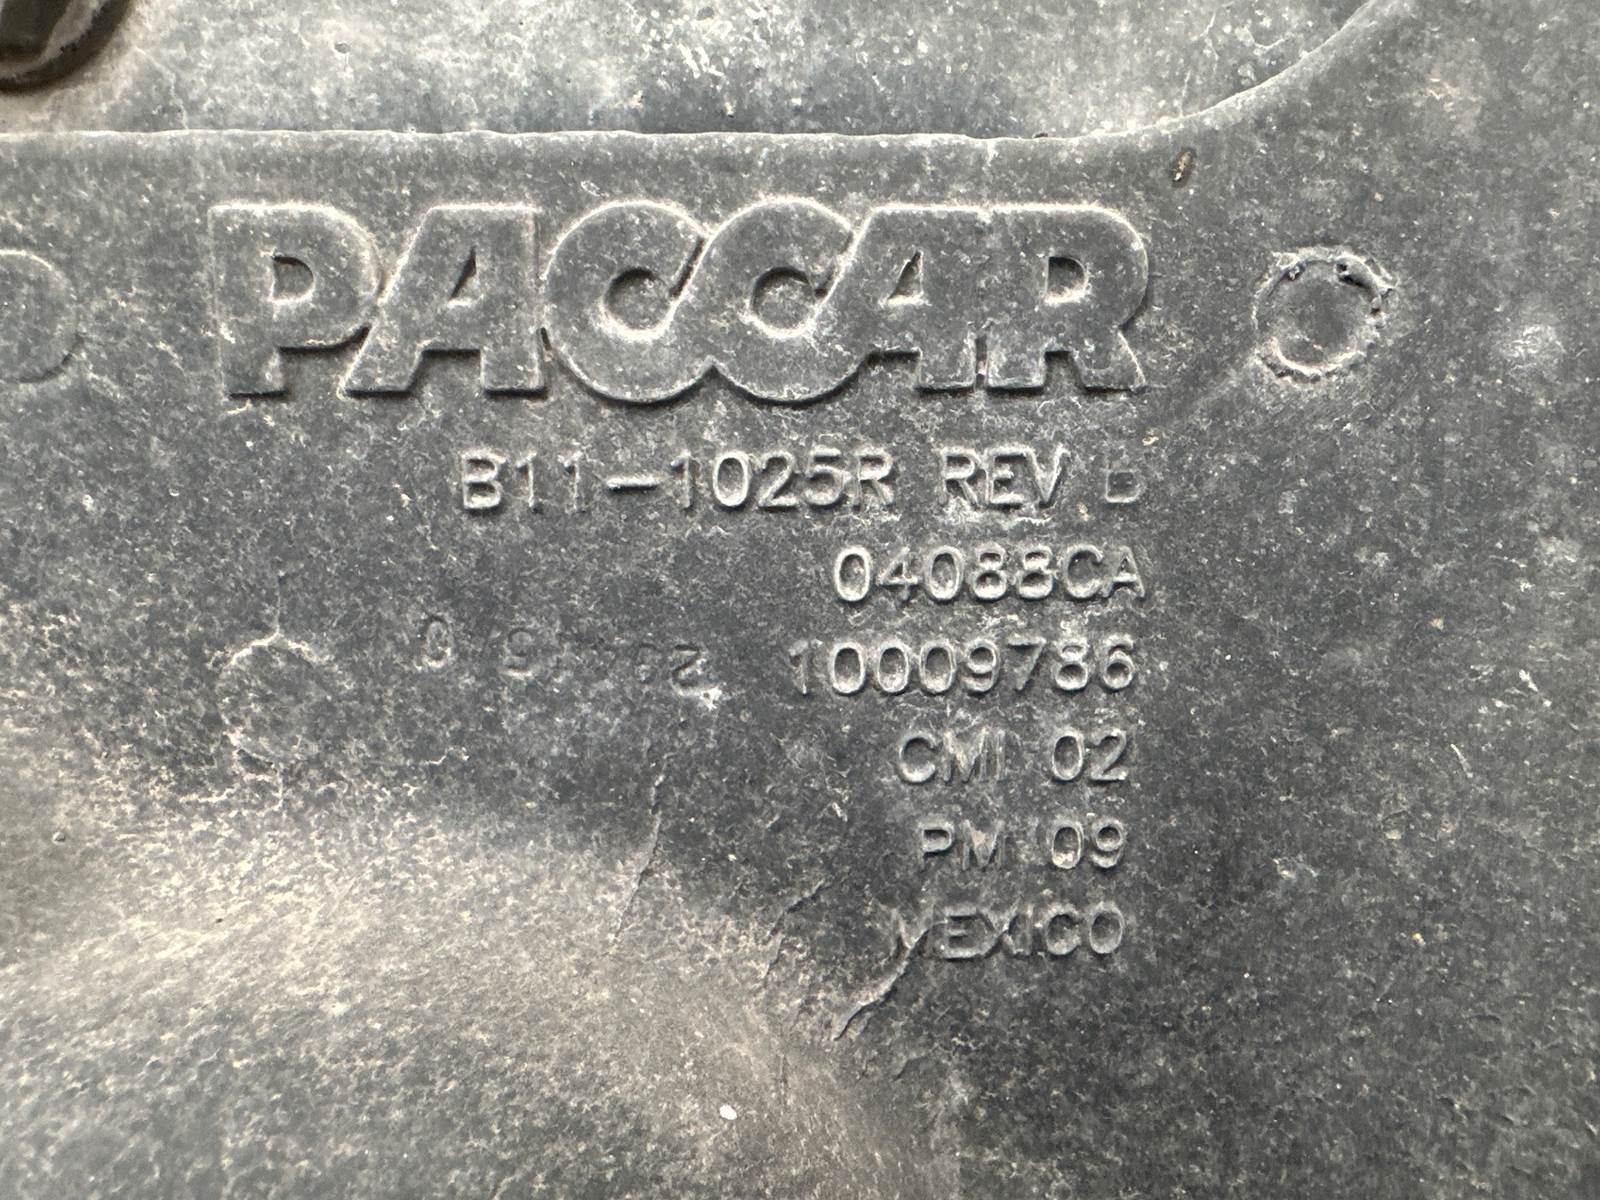 PACCAR
B11-1025R REV B
04088CA
10009786
CMI 02
PM 09
MEXICO